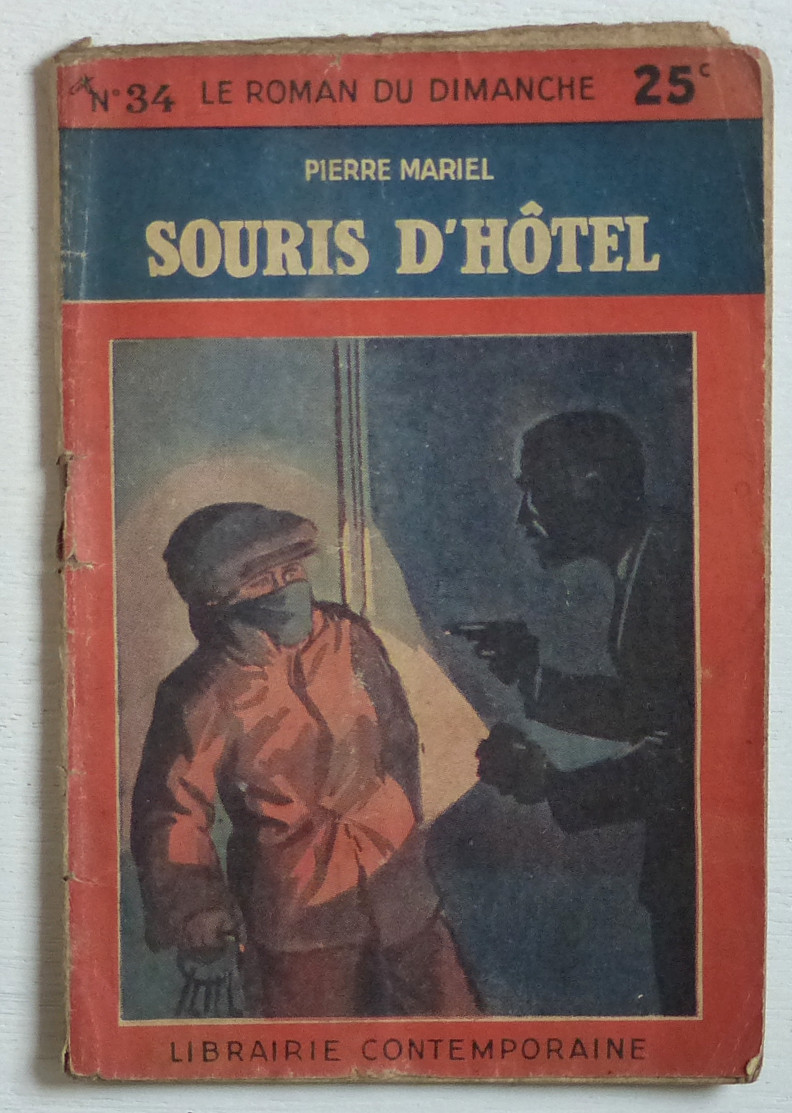 N° 34 LE ROMAN DU DIMANCHE 25c
PIERRE MARIEL
SOURIS D'HÔTEL
LIBRAIRIE CONTEMPORAINE